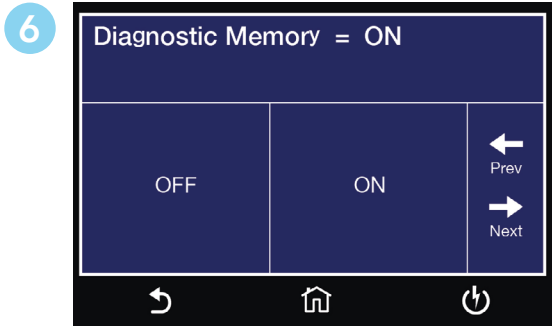 6
Diagnostic Memory = ON
OFF
ON
Prev
Next